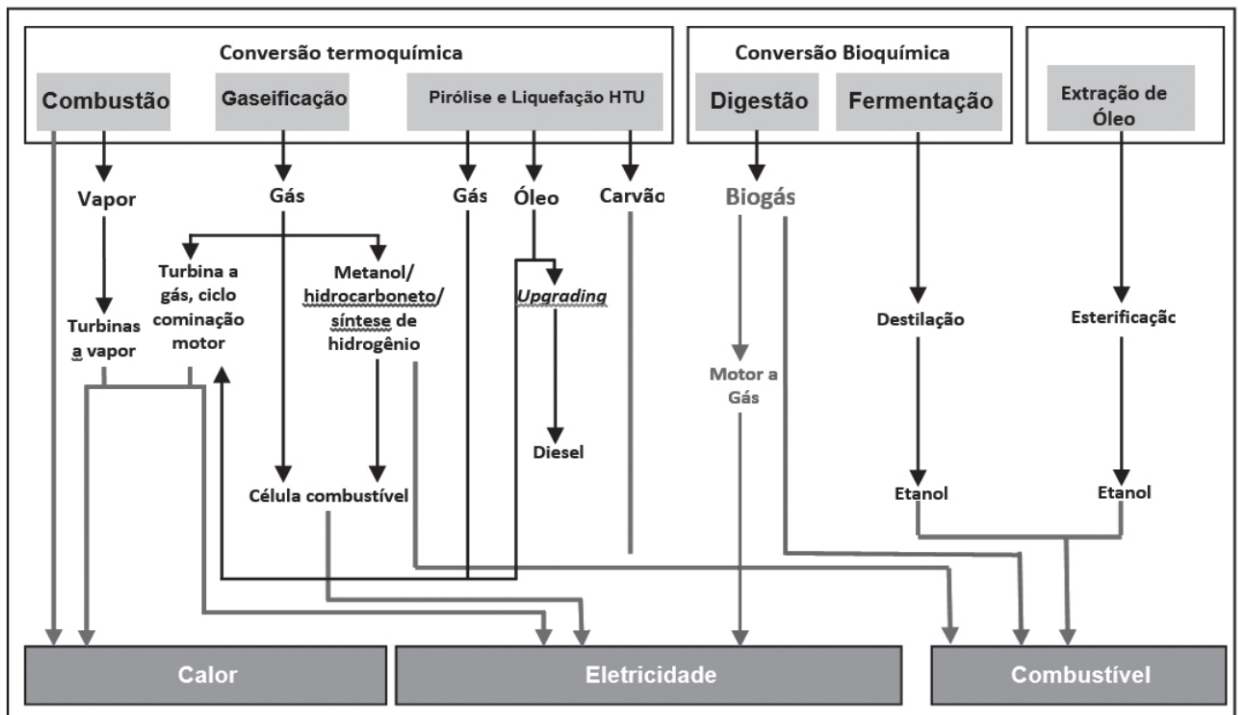 Conversão termoquímica
Conversão Bioquímica
Combustão
Gaseificação
Pirólise e Liquefação HTU
Digestão
Fermentação
Extração de
Óleo
Vapor
Gás
Gás
Óleo
Carvão
Biogás
Turbina a
gás, ciclo
cominação
motor
Metanol/
hidrocarboneto/
síntese de
hidrogênio
Upgrading
Turbinas
a vapor
Destilação
Esterificaçãc
Motor a
Gás
Diesel
Célula combustível
Etanol
Etanol
Calor
Eletricidade
Combustível